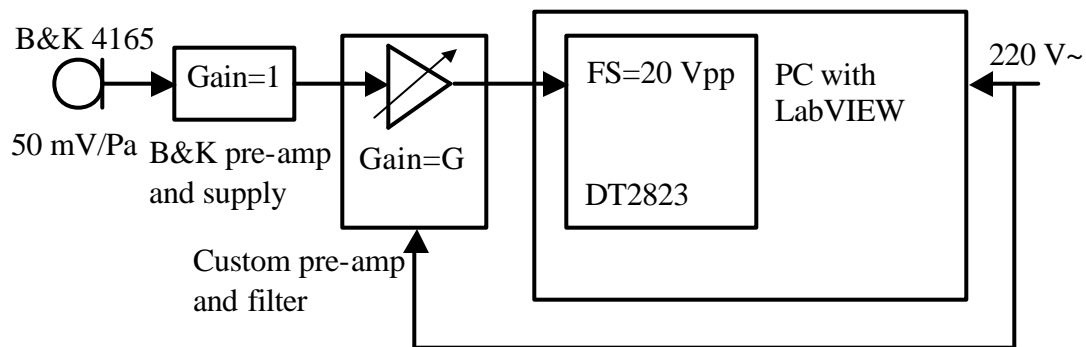 B&K 4165
50 mV/Pa
Gain=1
B&K pre-amp
and supply
Gain=G
Custom pre-amp
and filter
FS=20 Vpp
DT2823
PC with
LabVIEW
220 V~